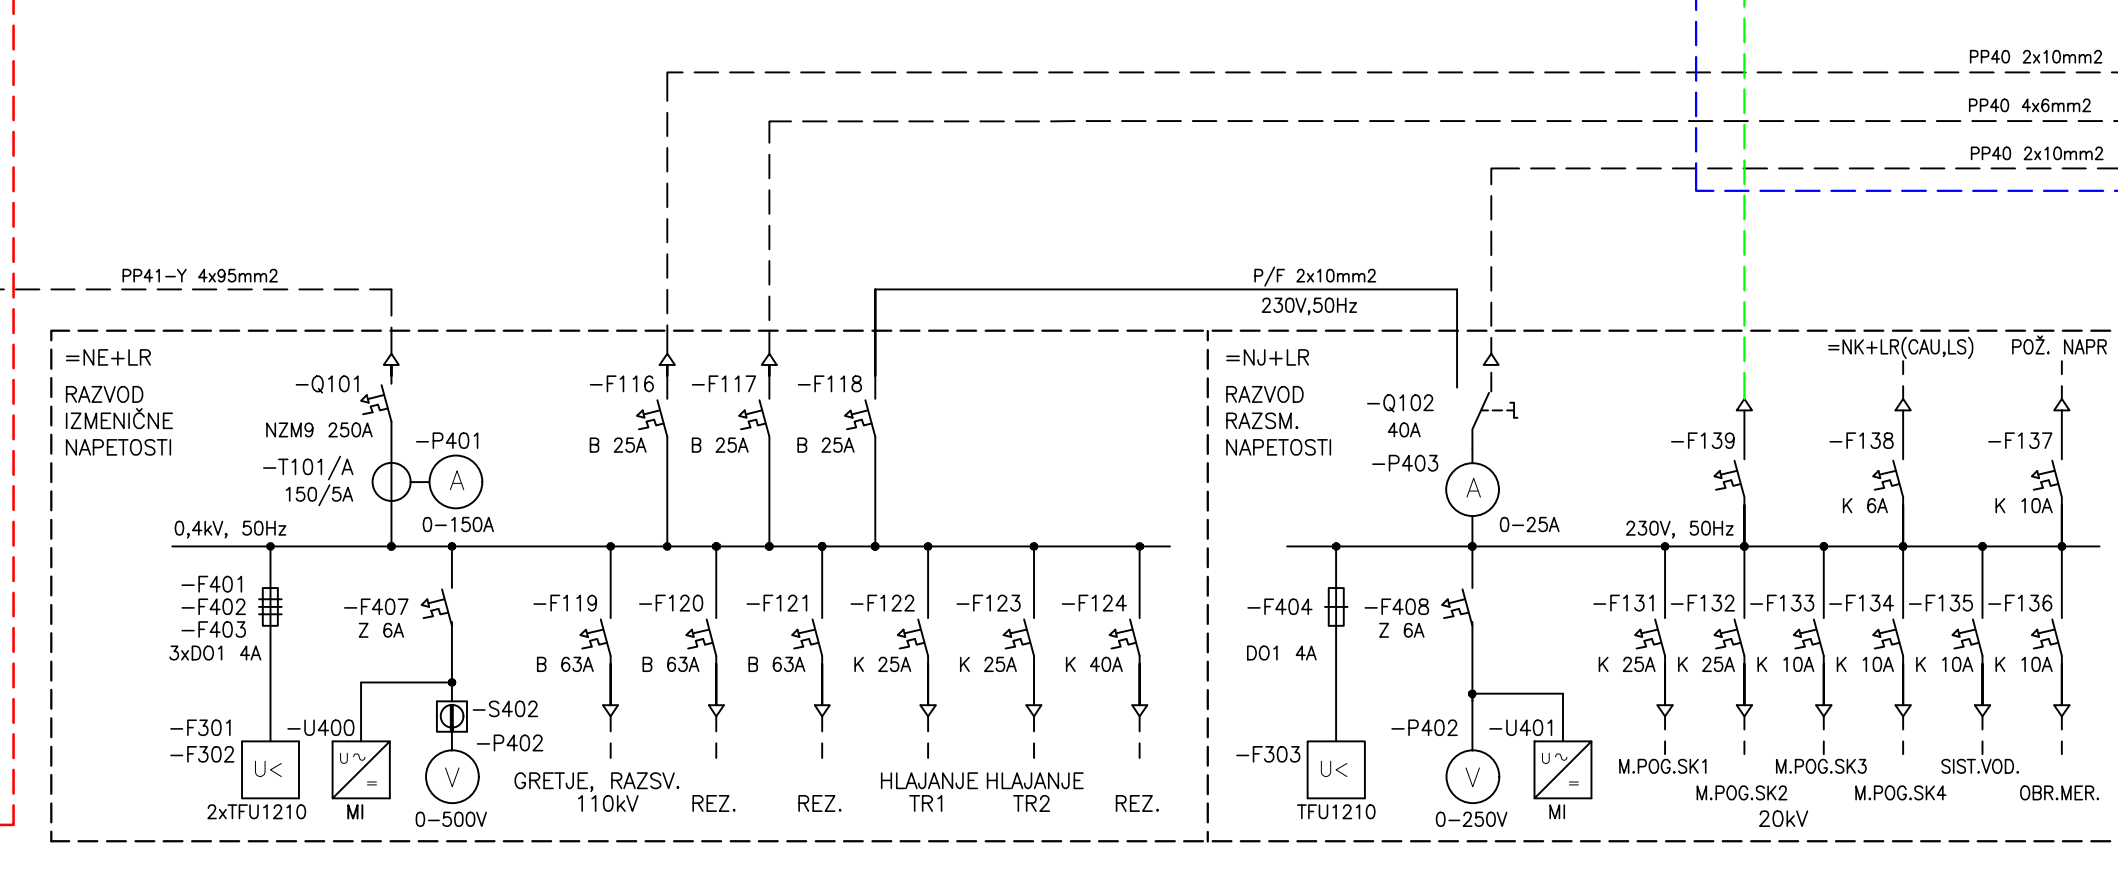 PP40 2x10mm2
PP40 4x6mm2
PP40 2x10mm2
PP41-Y 4x95mm2
P/F 2x10mm2
230V,50Hz
=NE+LR
RAZVOD
IZMENIČNE
NAPETOSTI
-Q101
NZM9 250A
-P401
-T101/A
150/5A
A
0-150A
0,4kV, 50Hz
-F116
B 25A
-F117
B 25A
-F118
B 25A
-F401
-F402
-F403
3xD01 4A
-F407
Z 6A
-F119
B 63A
-F120
B 63A
-F121
B 63A
-F122
K 25A
-F123
K 25A
-F124
K 40A
-F301
-F302
U<
2xTFU1210
-U400
U~
=
MI
-S402
-P402
V
0-500V
GRETJE, RAZSV.
110kV
REZ.
REZ.
HLAJANJE
TR1
HLAJANJE
TR2
REZ.
=NJ+LR
RAZVOD
RAZSM.
NAPETOSTI
-Q102
40A
-P403
A
0-25A
=NK+LR(CAU,LS)
POŽ. NAPR
-F139
-F138
K 6A
-F137
K 10A
230V, 50Hz
-F404
D01 4A
-F408
Z 6A
-F131
K 25A
-F132
K 25A
-F133
K 10A
-F134
K 10A
-F135
K 10A
-F136
K 10A
-F303
U<
TFU1210
-P402
V
0-250V
-U401
U~
=
MI
M.POG.SK1
M.POG.SK2
M.POG.SK3
M.POG.SK4
SIST.VOD.
OBR.MER.
20kV